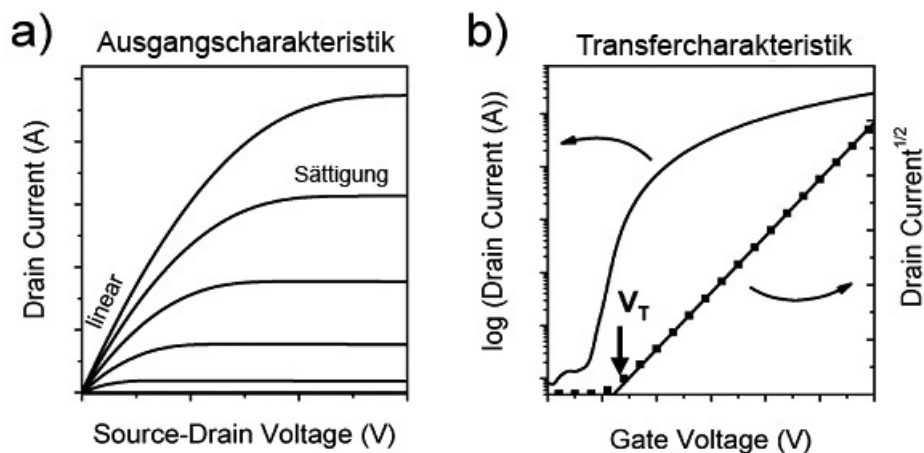 a)
Ausgangscharakteristik
Drain Current (A)
linear
Sättigung
Source-Drain Voltage (V)
b)
Transfercharakteristik
log (Drain Current (A))
V_T
Drain Current^1/2
Gate Voltage (V)